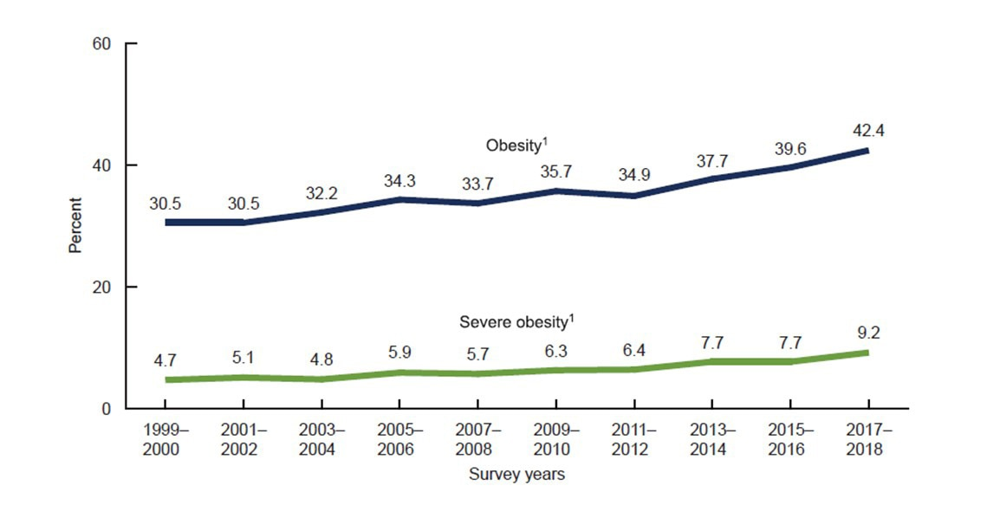 60
Obesity¹
42.4
39.6
40
37.7
35.7
34.9
34.3
33.7
32.2
30.5 30.5
Percent
20
Severe obesity¹
9.2
7.7 7.7
6.3 6.4
5.9 5.7
4.7 5.1 4.8
0
1999– 2001– 2003– 2005– 2007– 2009– 2011– 2013– 2015– 2017–
2000 2002 2004 2006 2008 2010 2012 2014 2016 2018
Survey years